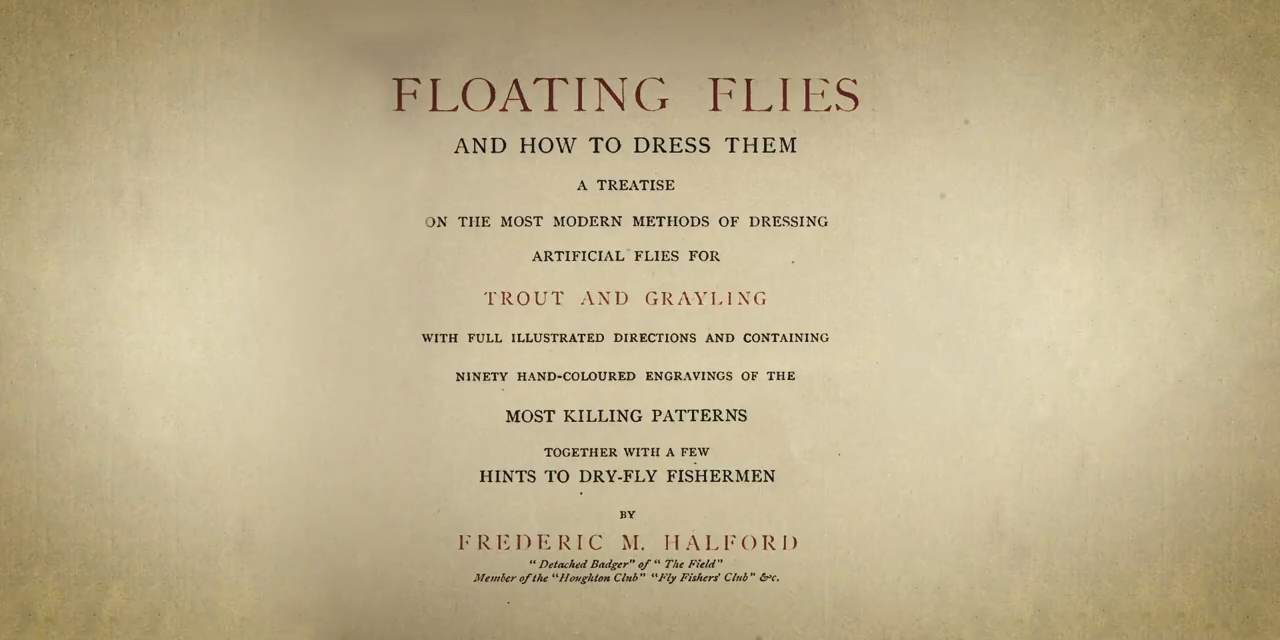 FLOATING FLIES
AND HOW TO DRESS THEM
A TREATISE
ON THE MOST MODERN METHODS OF DRESSING
ARTIFICIAL FLIES FOR
TROUT AND GRAYLING
WITH FULL ILLUSTRATED DIRECTIONS AND CONTAINING
NINETY HAND-COLOURED ENGRAVINGS OF THE
MOST KILLING PATTERNS
TOGETHER WITH A FEW
HINTS TO DRY-FLY FISHERMEN
BY
FREDERIC M. HALFORD
"Detached Badger" of "The Field"
Member of the "Houghton Club" "Fly Fishers' Club" &c.